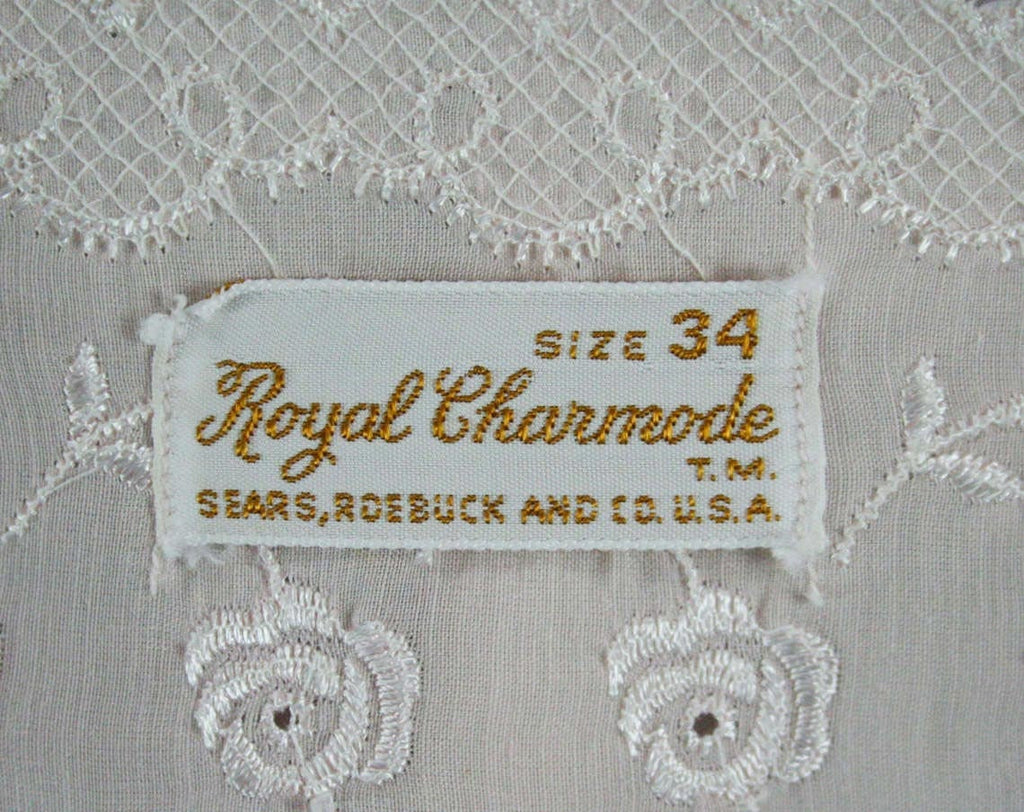 SIZE 34
Royal Charmode
T.M.
SEARS, ROEBUCK AND CO. U.S.A.